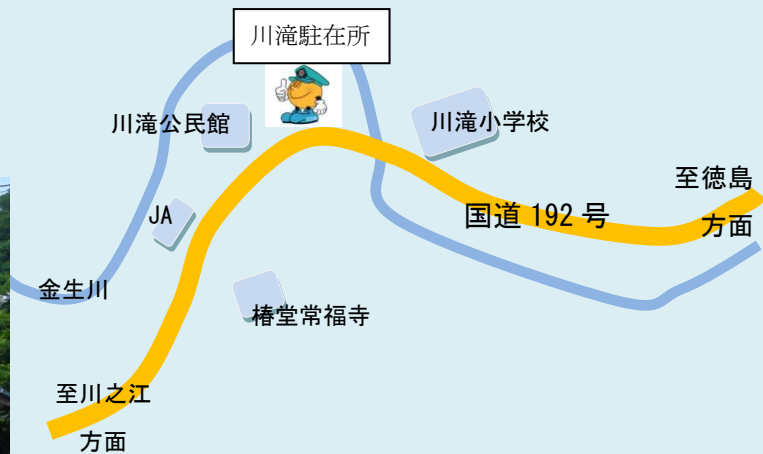 川滝駐在所
川滝公民館
川滝小学校
至徳島
方面
JA
国道 192 号
金生川
椿堂常福寺
至川之江
方面